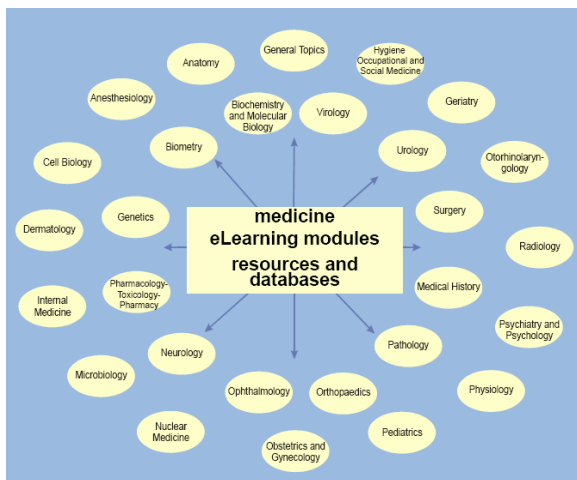 General Topics
Hygiene
Occupational and
Social Medicine
Anatomy
Geriatry
Anesthesiology
Biochemistry
and Molecular
Biology
Virology
Biometry
Urology
Cell Biology
Otorhinolaryn-
gology
Genetics
Surgery
Dermatology
Radiology
medicine
eLearning modules
resources and
databases
Pharmacology-
Toxicology-
Pharmacy
Medical History
Internal
Medicine
Psychiatry and
Psychology
Neurology
Pathology
Microbiology
Physiology
Ophthalmology
Orthopaedics
Nuclear
Medicine
Pediatrics
Obstetrics and
Gynecology